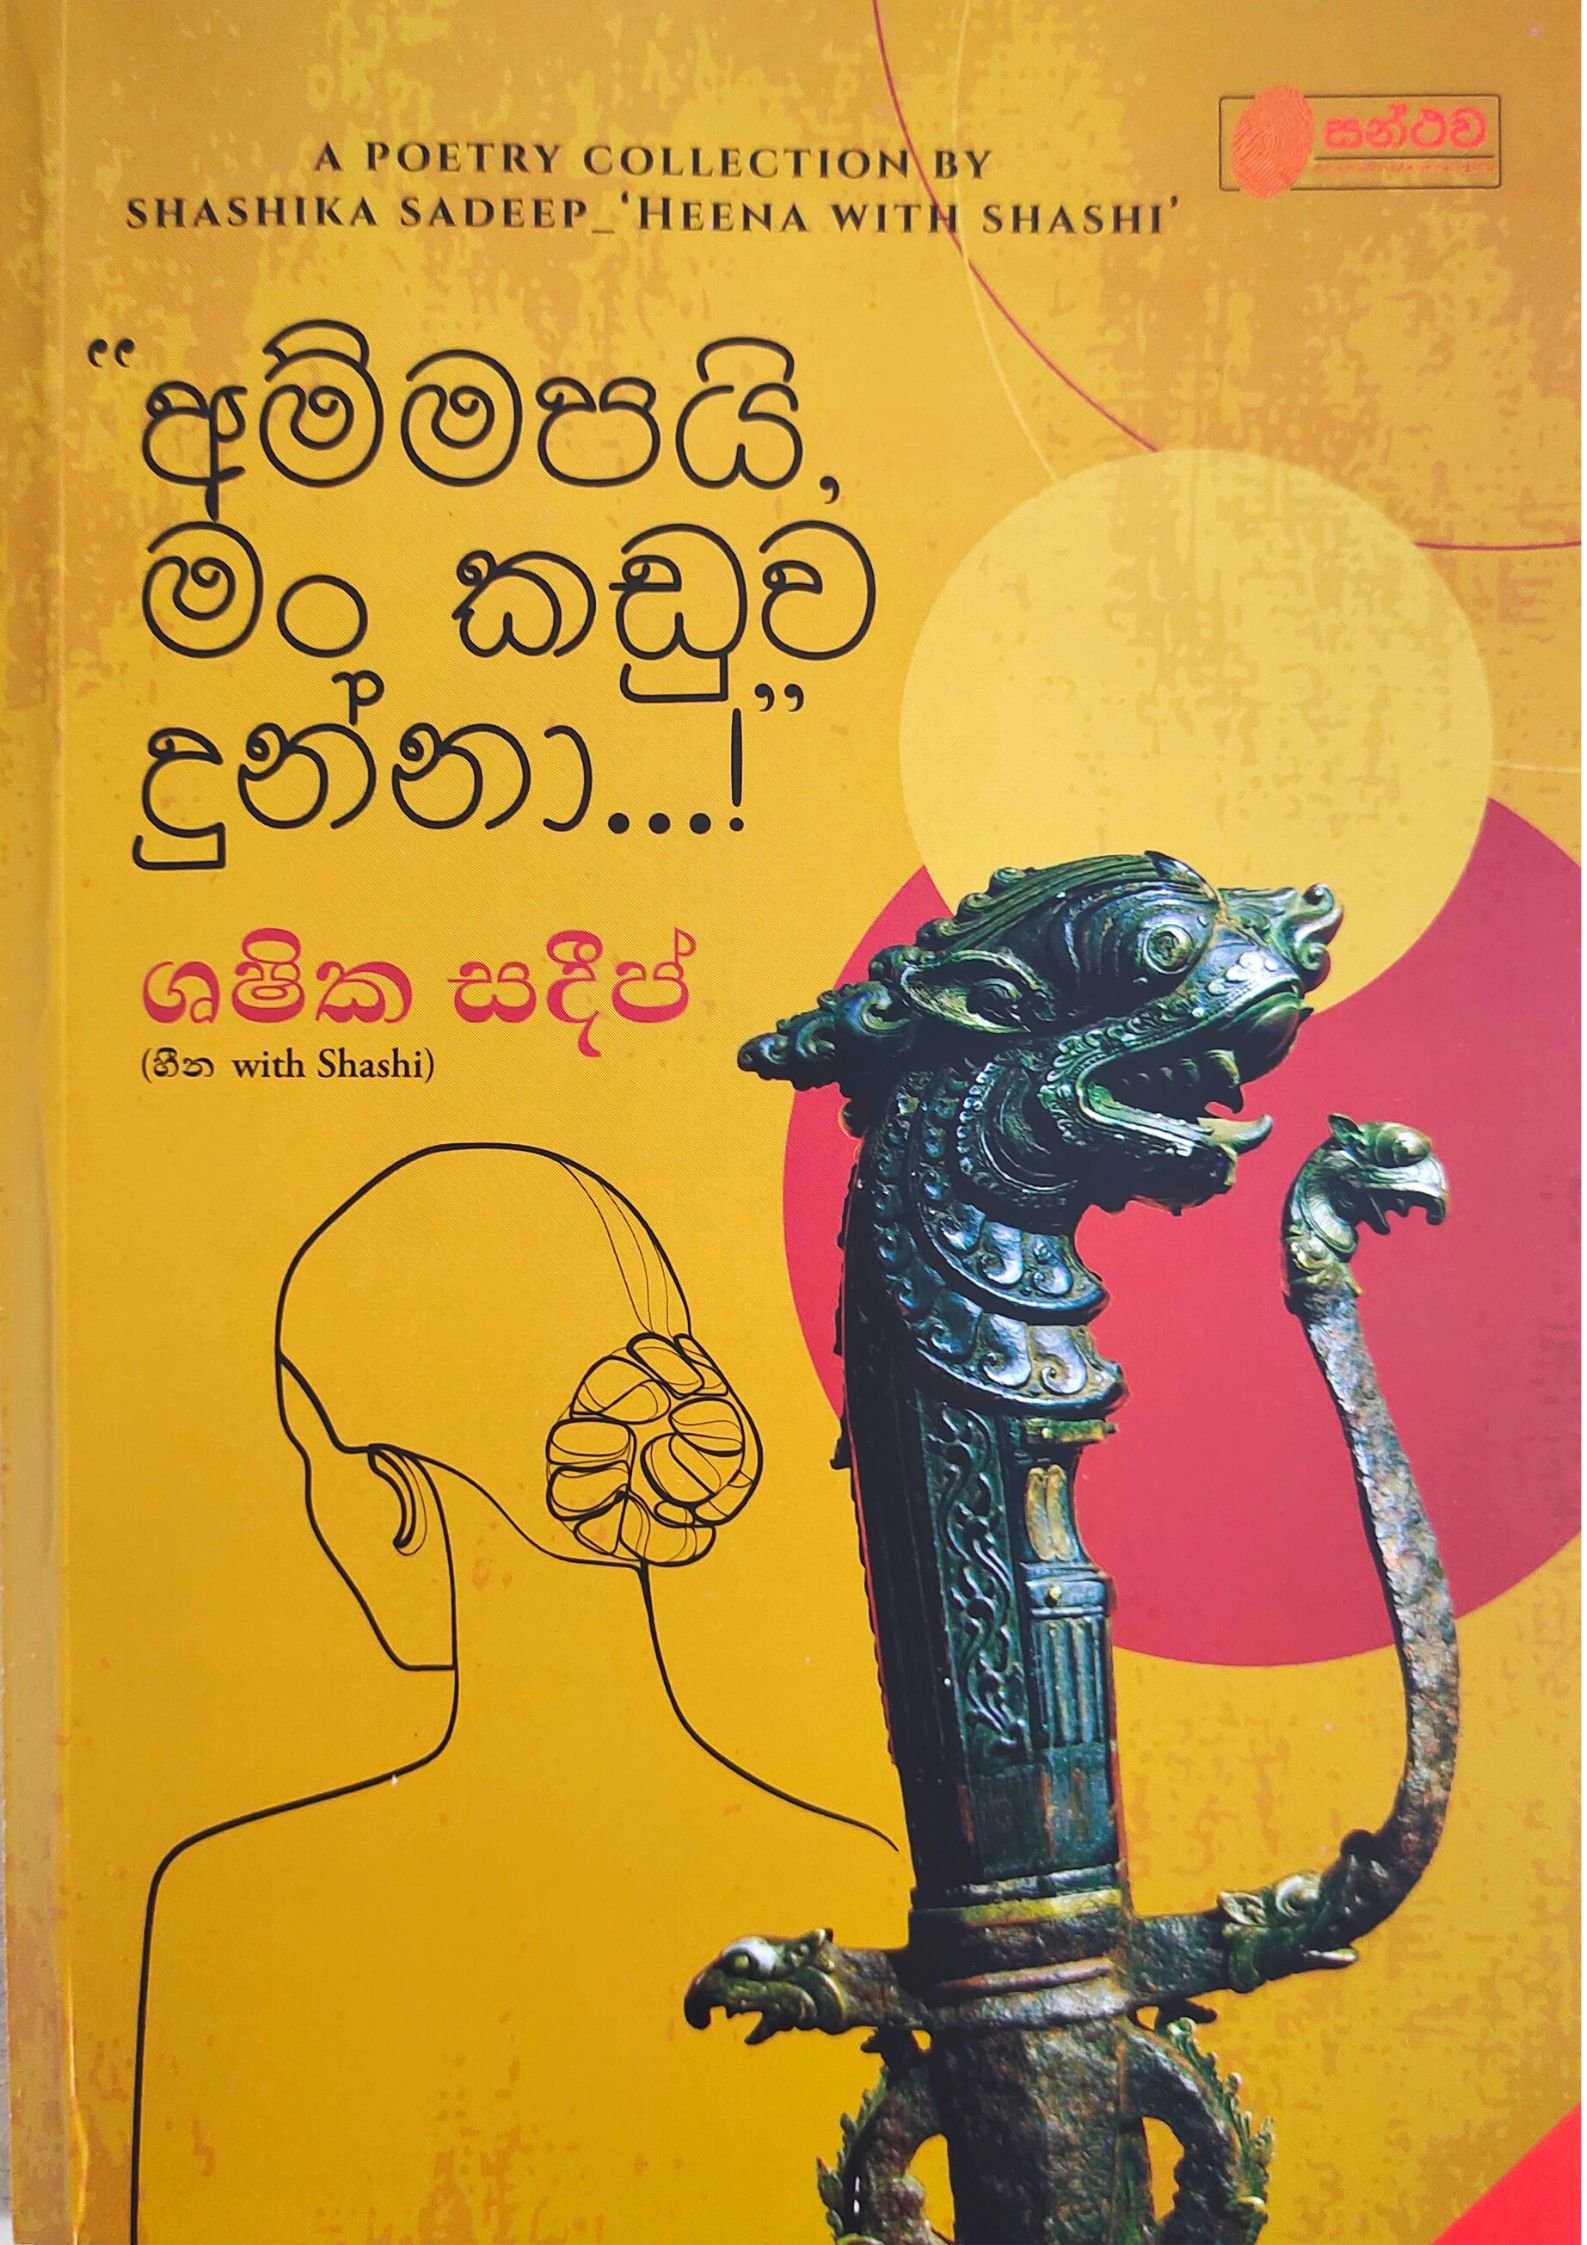 සන්ථව
A POETRY COLLECTION BY
SHASHIKA SADEEP_‘HEENA WITH SHASHI’
“අම්මපයි,
මං කඩුව
දුන්නා...!”
ශෂික සදීප්
(හීන with Shashi)